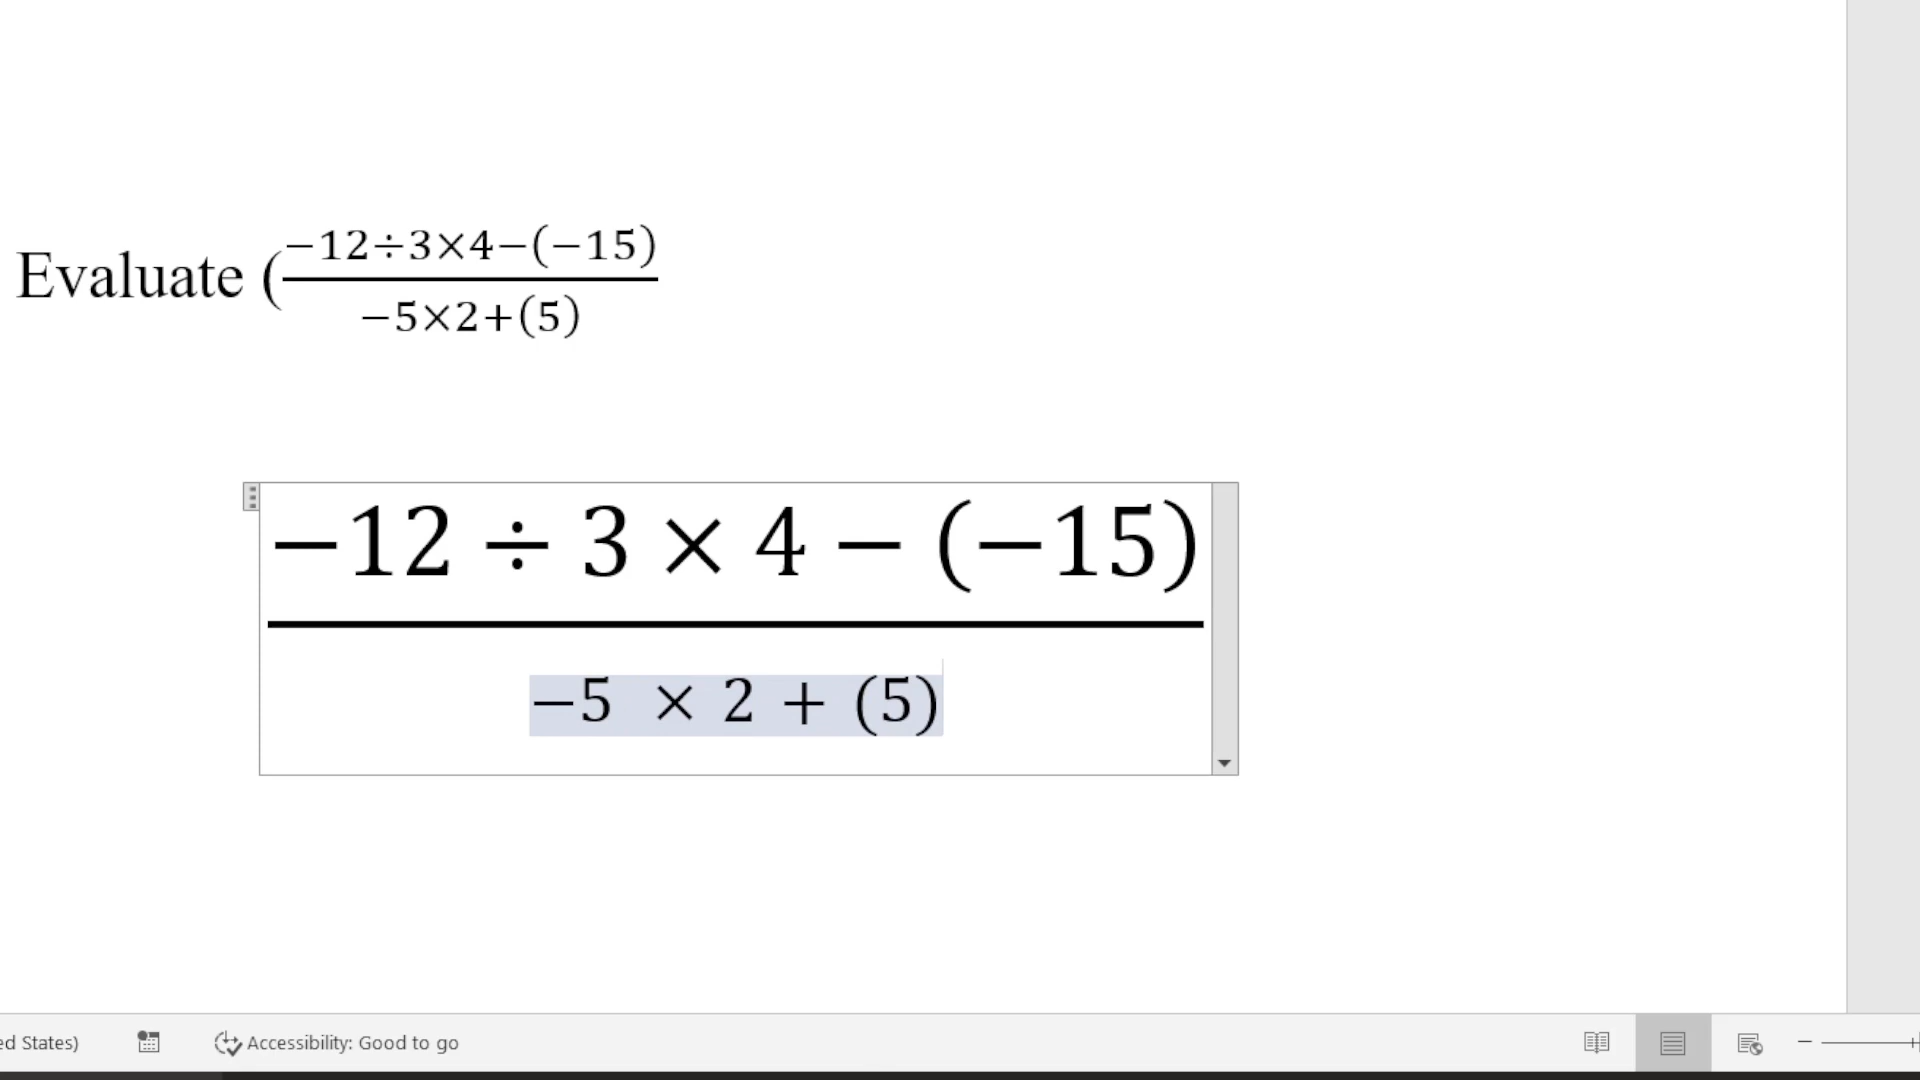 Evaluate (−12÷3×4−(−15)
−5×2+(5)
−12 ÷ 3 × 4 − (−15)
−5 × 2 + (5)
ed States) Accessibility: Good to go